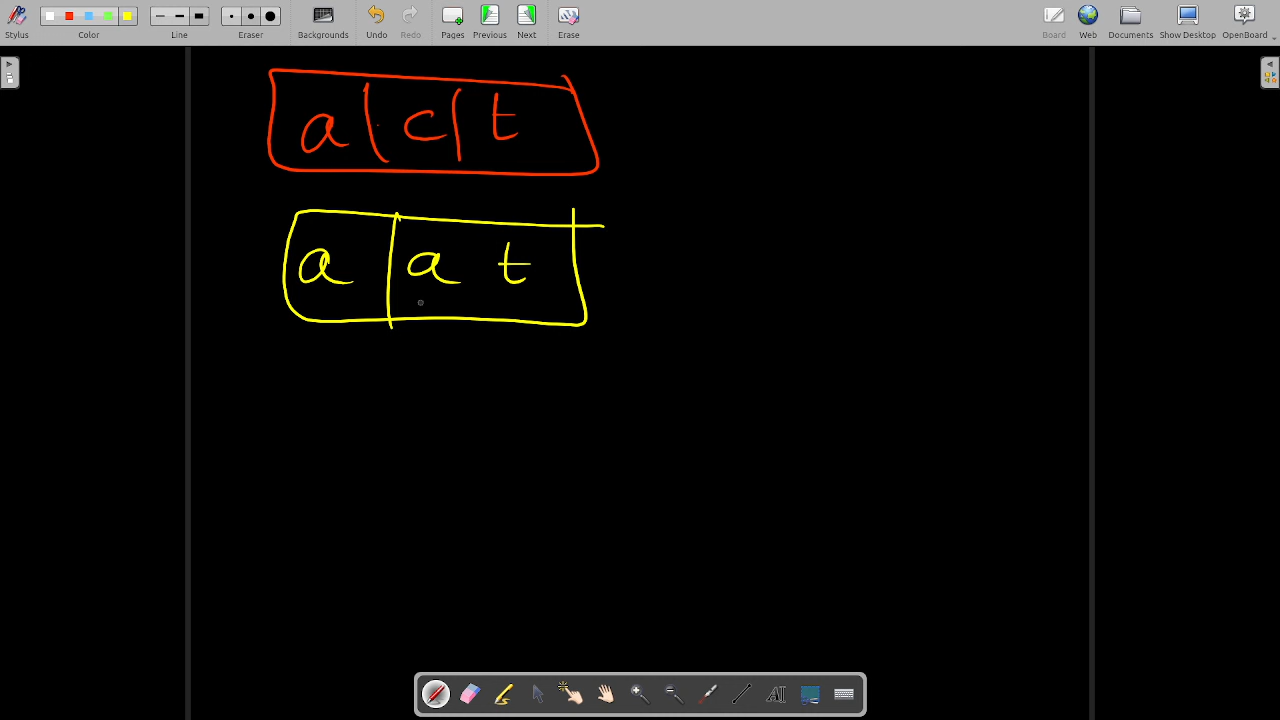 Stylus Color Line Eraser Backgrounds Undo Redo Pages Previous Next Erase Board Web Documents Show Desktop OpenBoard
a | c | t
a | a t